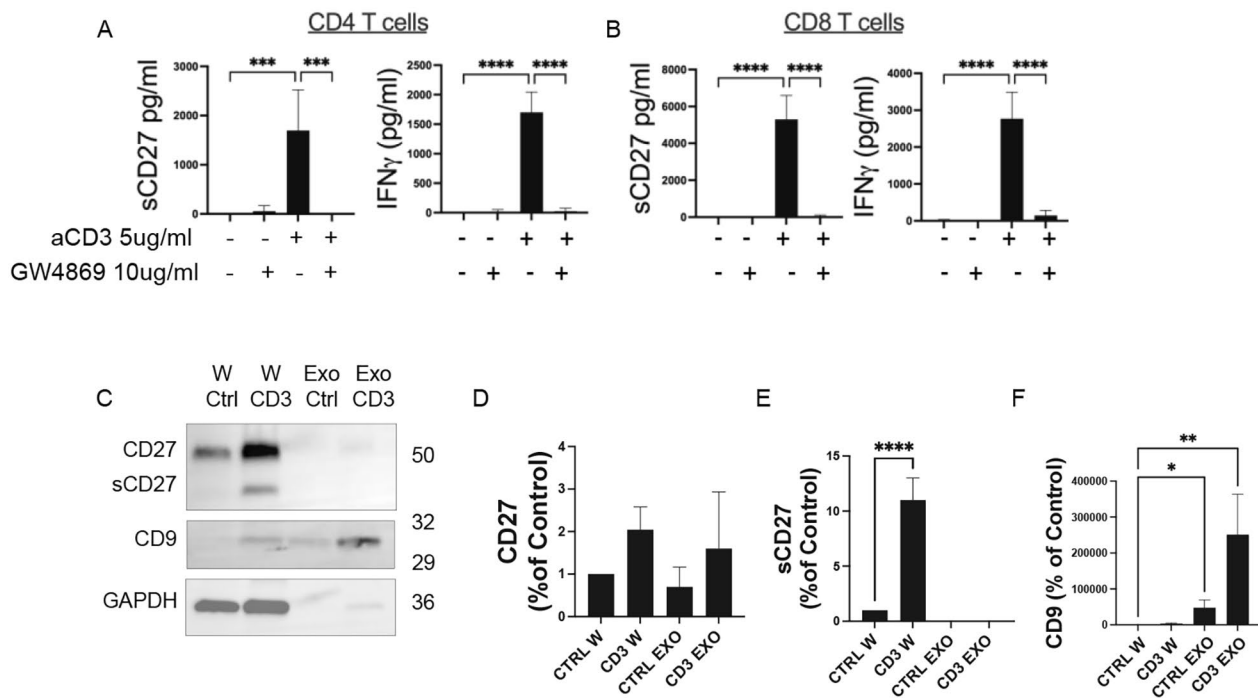 A
CD4 T cells
B
CD8 T cells
*** ***
sCD27 pg/ml
3000
2000
1000
0
**** ****
IFNγ (pg/ml)
2500
2000
1500
1000
500
0
**** ****
sCD27 pg/ml
8000
6000
4000
2000
0
**** ****
IFNγ (pg/ml)
4000
3000
2000
1000
0
aCD3 5ug/ml - - + + - - + + - - + + - - + +
GW4869 10ug/ml - + - + - + - + - + - + - + - +
C
W W Exo Exo
Ctrl CD3 Ctrl CD3
CD27 50
sCD27
CD9 32
29
GAPDH 36
D
CD27
(%of Control)
4
3
2
1
0
CTRL W
CD3 W
CTRL EXO
CD3 EXO
E
****
sCD27
(%of Control)
15
10
5
0
CTRL W
CD3 W
CTRL EXO
CD3 EXO
F
**
*
CD9 (% of Control)
400000
300000
200000
100000
0
CTRL W
CD3 W
CTRL EXO
CD3 EXO